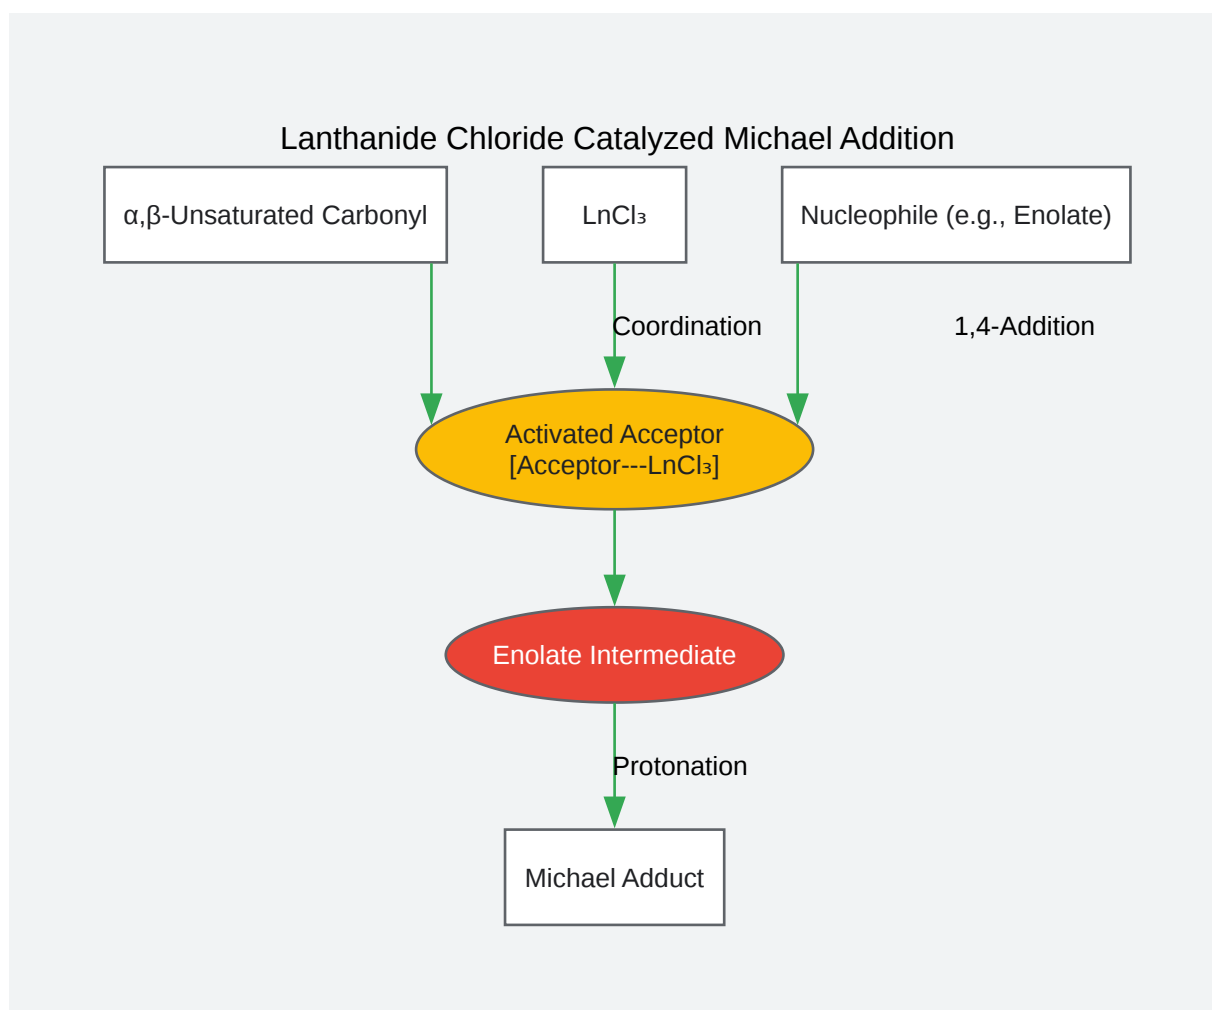 Lanthanide Chloride Catalyzed Michael Addition
α,β-Unsaturated Carbonyl
LnCl₃
Nucleophile (e.g., Enolate)
Coordination
1,4-Addition
Activated Acceptor
[Acceptor---LnCl₃]
Enolate Intermediate
Protonation
Michael Adduct